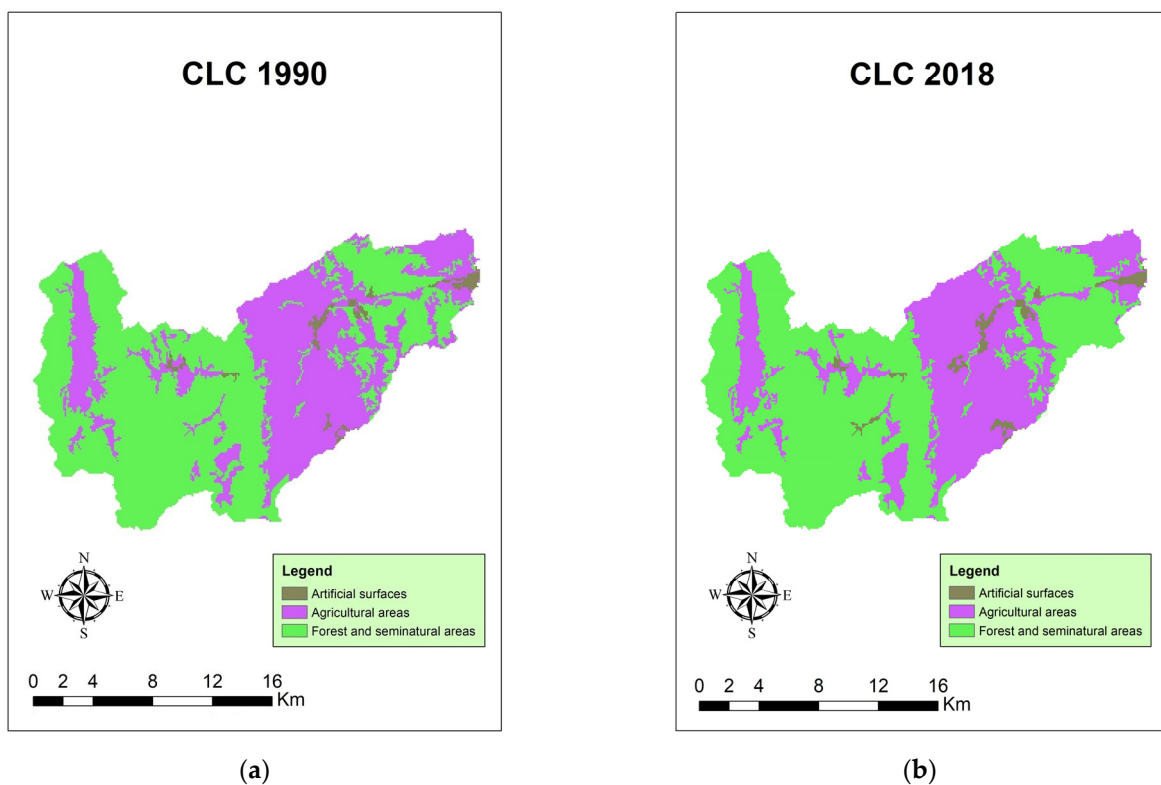 CLC 1990
N
W E
S
Legend
Artificial surfaces
Agricultural areas
Forest and seminatural areas
0 2 4 8 12 16
Km
(a)
CLC 2018
N
W E
S
Legend
Artificial surfaces
Agricultural areas
Forest and seminatural areas
0 2 4 8 12 16
Km
(b)